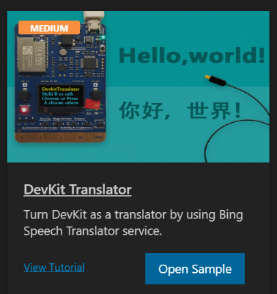 MEDIUM
Hello,world!
DevKitTranslator
Hold B to talk
Choose or Press
A choose others
你好，世界！
DevKit Translator
Turn DevKit as a translator by using Bing
Speech Translator service.
View Tutorial
Open Sample